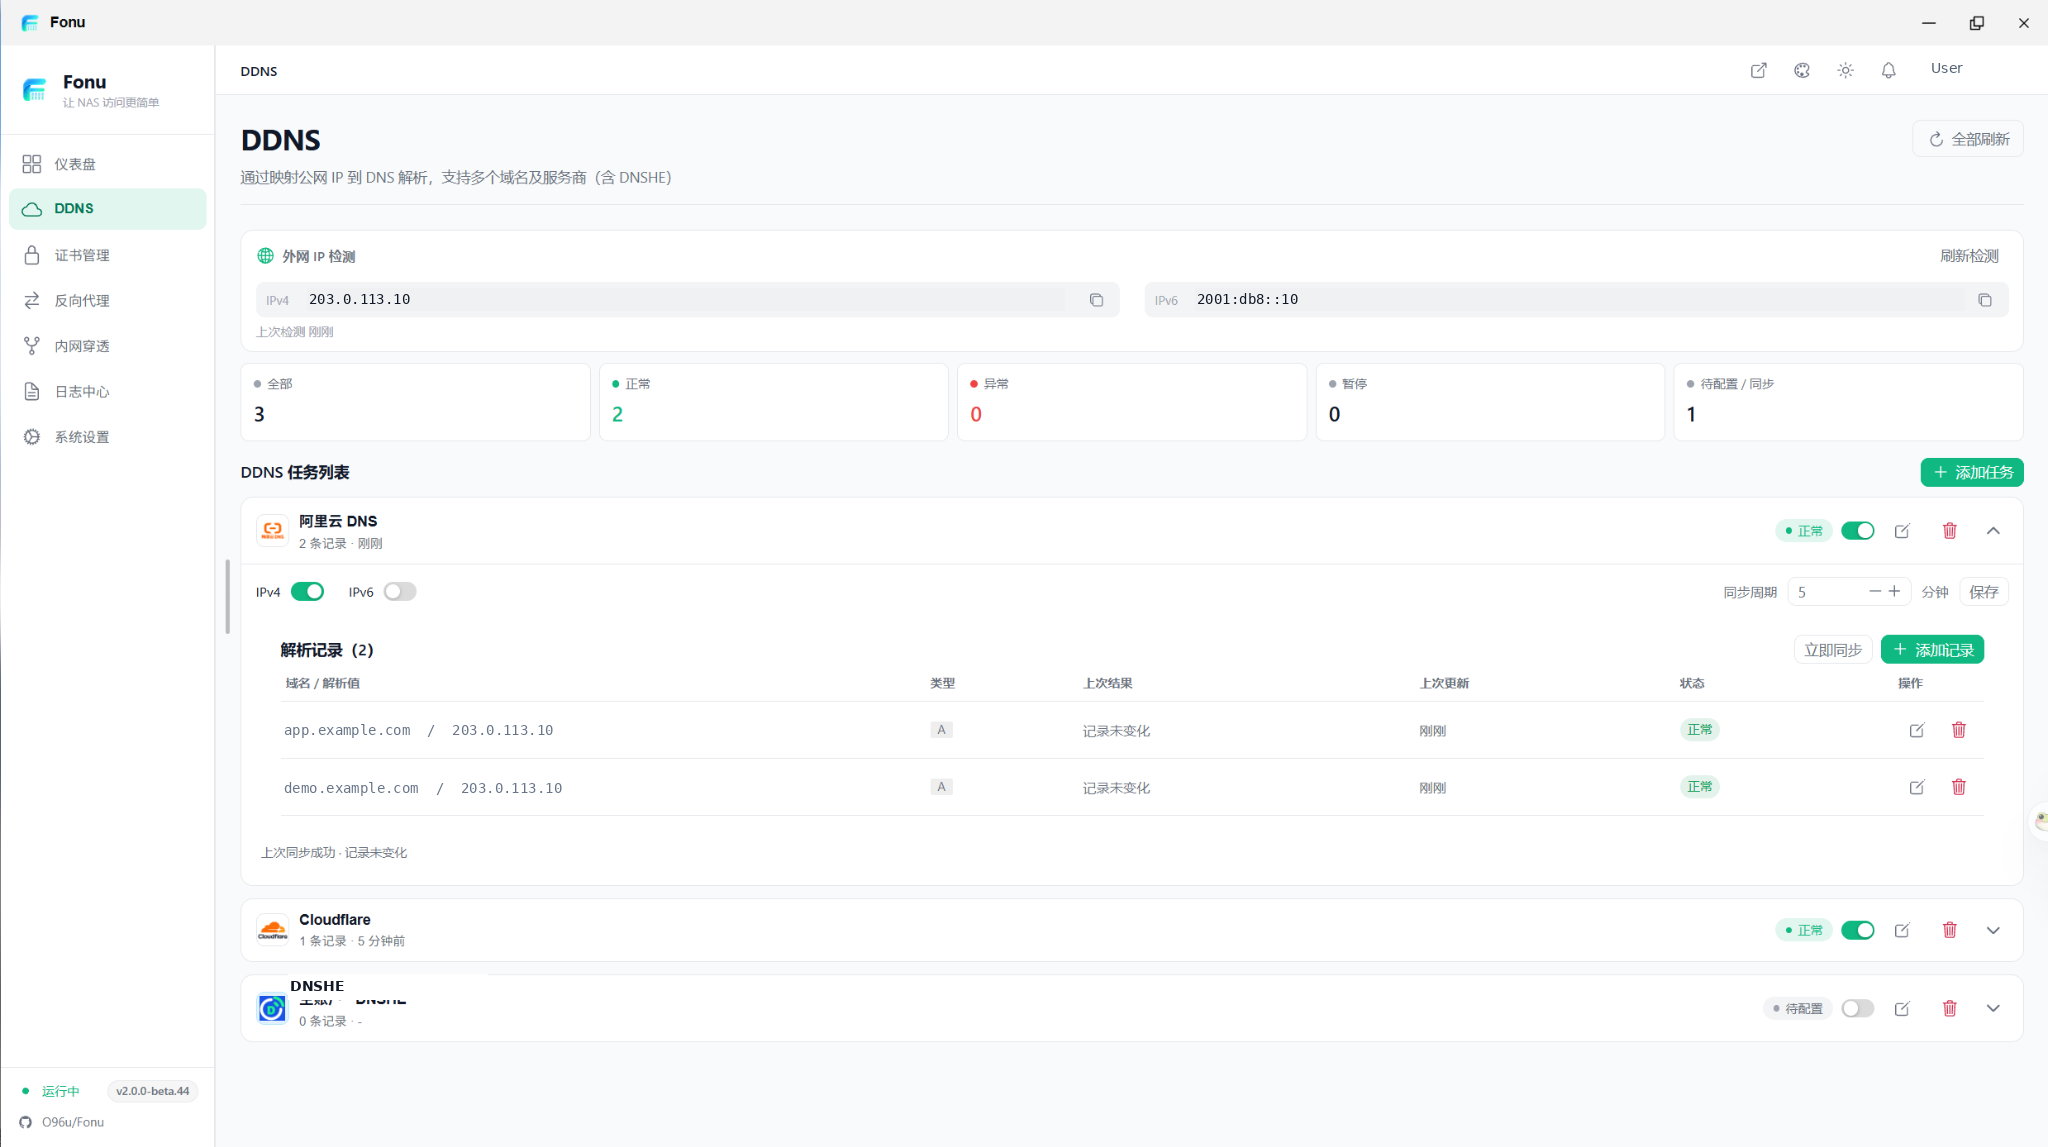 Fonu
Fonu
让 NAS 访问更简单
仪表盘
DDNS
证书管理
反向代理
内网穿透
日志中心
系统设置
运行中
v2.0.0-beta.44
O96u/Fonu
DDNS
User
DDNS
全部刷新
通过映射公网 IP 到 DNS 解析，支持多个域名及服务商（含 DNSHE）
外网 IP 检测
刷新检测
IPv4 203.0.113.10
IPv6 2001:db8::10
上次检测 刚刚
全部
3
正常
2
异常
0
暂停
0
待配置 / 同步
1
DDNS 任务列表
添加任务
阿里云 DNS
2 条记录 · 刚刚
正常
IPv4
IPv6
同步周期 5 分钟 保存
解析记录（2）
立即同步
添加记录
域名 / 解析值 类型 上次结果 上次更新 状态 操作
app.example.com / 203.0.113.10 A 记录未变化 刚刚 正常
demo.example.com / 203.0.113.10 A 记录未变化 刚刚 正常
上次同步成功 · 记录未变化
Cloudflare
1 条记录 · 5 分钟前
正常
DNSHE
0 条记录 · -
待配置